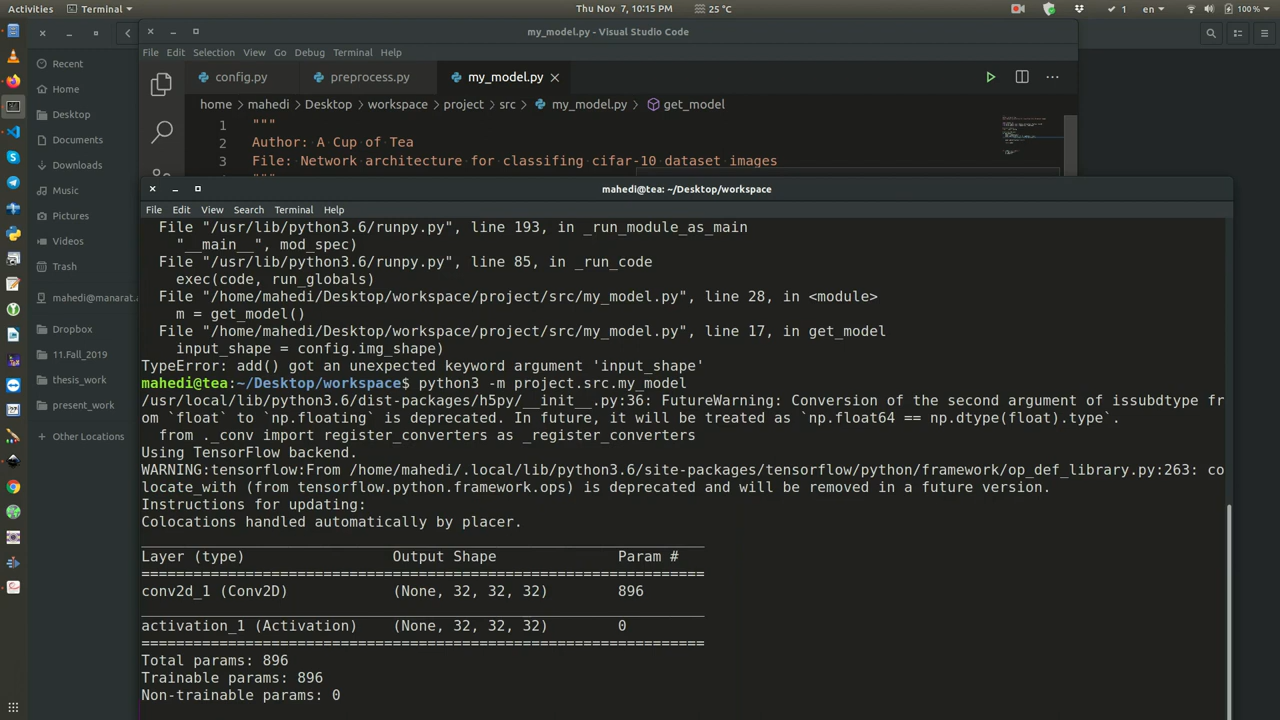 Activities Terminal Thu Nov 7, 10:15 PM 25 °C 1 en 100 %
my_model.py - Visual Studio Code
File Edit Selection View Go Debug Terminal Help
config.py preprocess.py my_model.py
home mahedi Desktop workspace project src my_model.py get_model
1 """
2 Author: A Cup of Tea
3 File: Network architecture for classifing cifar-10 dataset images
"""
Recent
Home
Desktop
Documents
Downloads
Music
Pictures
Videos
Trash
mahedi@manarat.
Dropbox
11.Fall_2019
thesis_work
present_work
Other Locations
mahedi@tea: ~/Desktop/workspace
File Edit View Search Terminal Help
File "/usr/lib/python3.6/runpy.py", line 193, in _run_module_as_main
"__main__", mod_spec)
File "/usr/lib/python3.6/runpy.py", line 85, in _run_code
exec(code, run_globals)
File "/home/mahedi/Desktop/workspace/project/src/my_model.py", line 28, in <module>
m = get_model()
File "/home/mahedi/Desktop/workspace/project/src/my_model.py", line 17, in get_model
input_shape = config.img_shape)
TypeError: add() got an unexpected keyword argument 'input_shape'
mahedi@tea:~/Desktop/workspace$ python3 -m project.src.my_model
/usr/local/lib/python3.6/dist-packages/h5py/__init__.py:36: FutureWarning: Conversion of the second argument of issubdtype fr
om `float` to `np.floating` is deprecated. In future, it will be treated as `np.float64 == np.dtype(float).type`.
from ._conv import register_converters as _register_converters
Using TensorFlow backend.
WARNING:tensorflow:From /home/mahedi/.local/lib/python3.6/site-packages/tensorflow/python/framework/op_def_library.py:263: co
locate_with (from tensorflow.python.framework.ops) is deprecated and will be removed in a future version.
Instructions for updating:
Colocations handled automatically by placer.
Layer (type) Output Shape Param #
conv2d_1 (Conv2D) (None, 32, 32, 32) 896
activation_1 (Activation) (None, 32, 32, 32) 0
Total params: 896
Trainable params: 896
Non-trainable params: 0